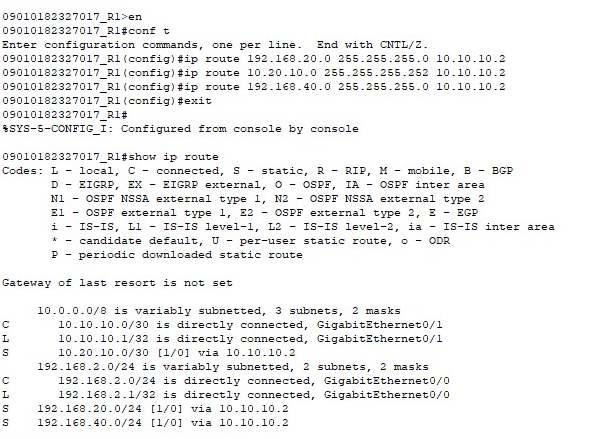 09010182327017_R1>en
09010182327017_R1#conf t
Enter configuration commands, one per line.  End with CNTL/Z.
09010182327017_R1(config)#ip route 192.168.20.0 255.255.255.0 10.10.10.2
09010182327017_R1(config)#ip route 10.20.10.0 255.255.255.252 10.10.10.2
09010182327017_R1(config)#ip route 192.168.40.0 255.255.255.0 10.10.10.2
09010182327017_R1(config)#exit
09010182327017_R1#
%SYS-5-CONFIG_I: Configured from console by console
09010182327017_R1#show ip route
Codes: L - local, C - connected, S - static, R - RIP, M - mobile, B - BGP
D - EIGRP, EX - EIGRP external, O - OSPF, IA - OSPF inter area
N1 - OSPF NSSA external type 1, N2 - OSPF NSSA external type 2
E1 - OSPF external type 1, E2 - OSPF external type 2, E - EGP
i - IS-IS, L1 - IS-IS level-1, L2 - IS-IS level-2, ia - IS-IS inter area
* - candidate default, U - per-user static route, o - ODR
P - periodic downloaded static route
Gateway of last resort is not set
10.0.0.0/8 is variably subnetted, 3 subnets, 2 masks
C 10.10.10.0/30 is directly connected, GigabitEthernet0/1
L 10.10.10.1/32 is directly connected, GigabitEthernet0/1
S 10.20.10.0/30 [1/0] via 10.10.10.2
192.168.2.0/24 is variably subnetted, 2 subnets, 2 masks
C 192.168.2.0/24 is directly connected, GigabitEthernet0/0
L 192.168.2.1/32 is directly connected, GigabitEthernet0/0
S 192.168.20.0/24 [1/0] via 10.10.10.2
S 192.168.40.0/24 [1/0] via 10.10.10.2